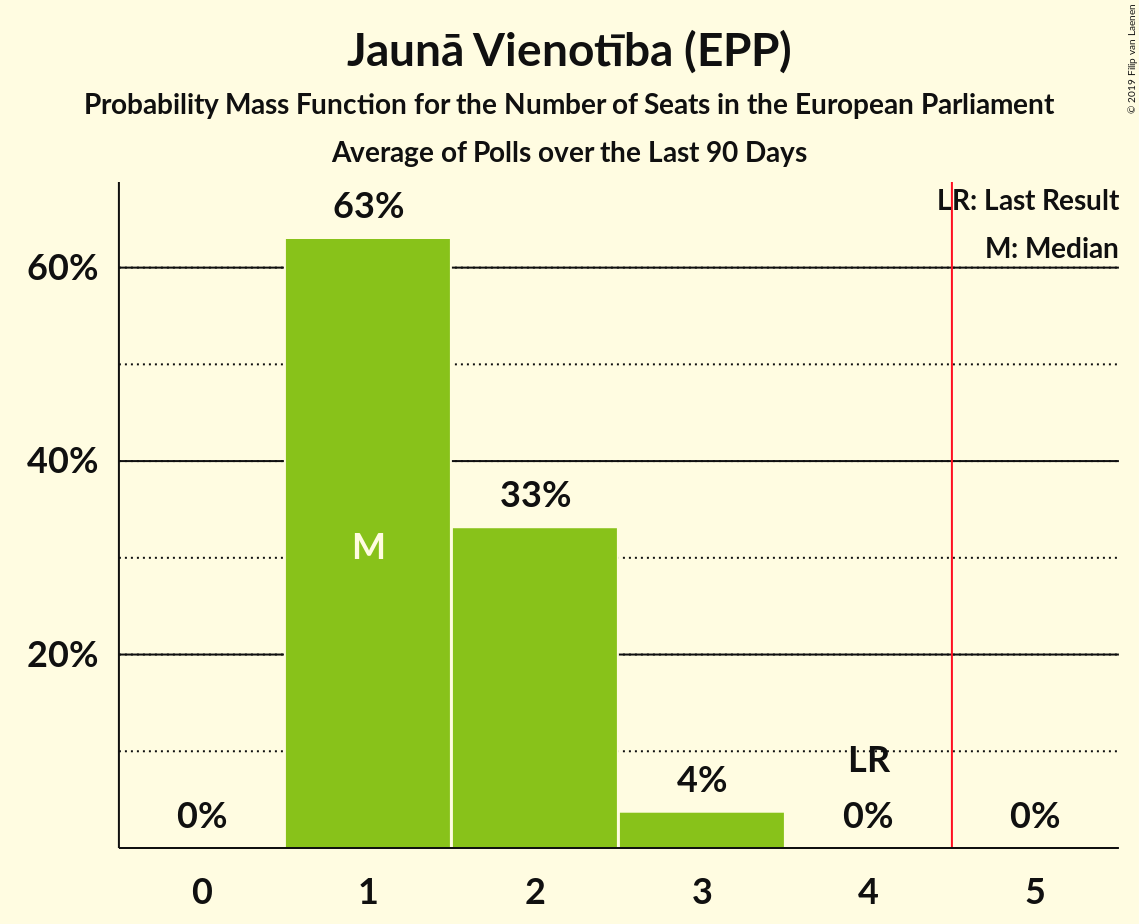 Jaunā Vienotība (EPP)
Probability Mass Function for the Number of Seats in the European Parliament
Average of Polls over the Last 90 Days
© 2019 Filip van Laenen
LR: Last Result
M: Median
63%
60%
40%
33%
M
20%
4%
LR
0%
0%
0%
0 1 2 3 4 5